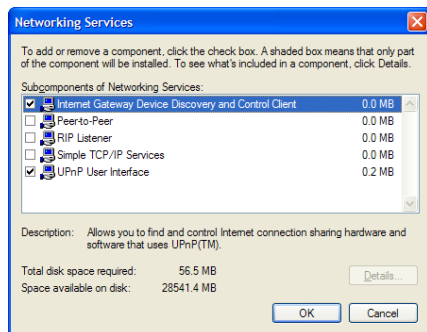 Networking Services
To add or remove a component, click the check box. A shaded box means that only part
of the component will be installed. To see what's included in a component, click Details.
Subcomponents of Networking Services:
Internet Gateway Device Discovery and Control Client 0.0 MB
Peer-to-Peer 0.0 MB
RIP Listener 0.0 MB
Simple TCP/IP Services 0.0 MB
UPnP User Interface 0.2 MB
Description: Allows you to find and control Internet connection sharing hardware and
software that uses UPnP(TM).
Total disk space required: 56.5 MB
Space available on disk: 28541.4 MB
Details...
OK Cancel